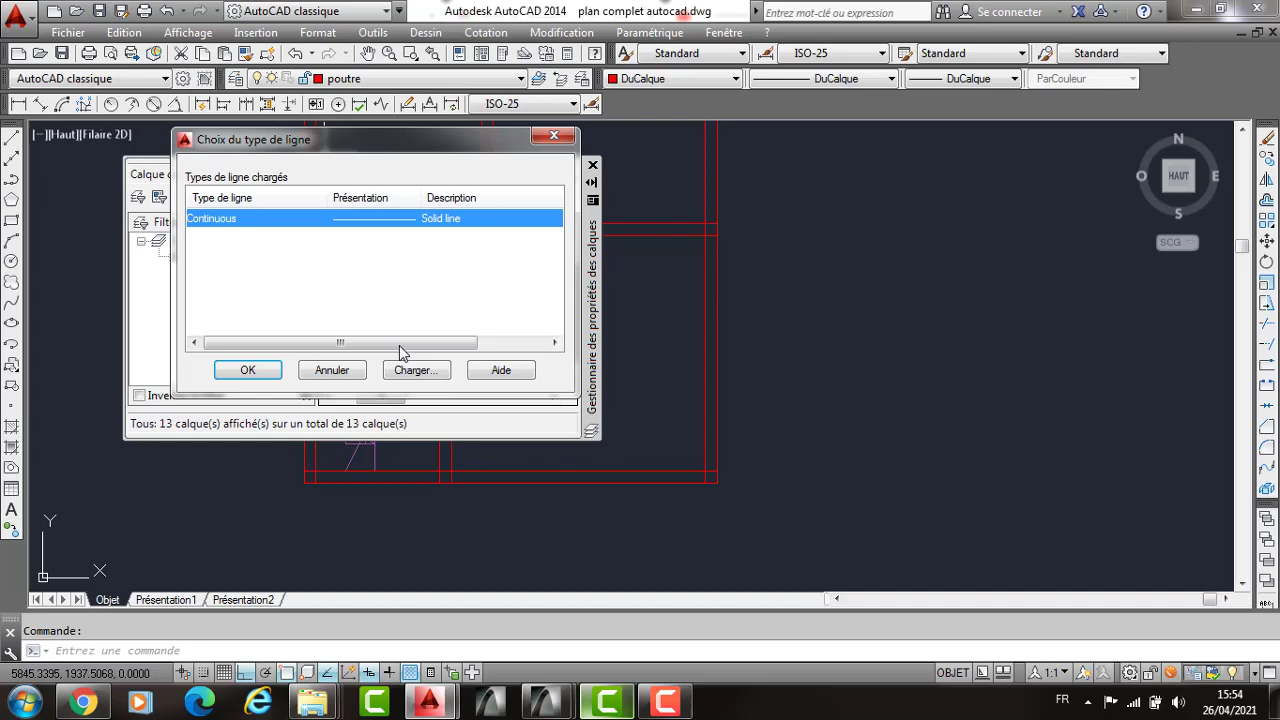 AutoCAD classique
Autodesk AutoCAD 2014 plan complet autocad.dwg
Entrez mot-clé ou expression
Se connecter
Fichier Edition Affichage Insertion Format Outils Dessin Cotation Modification Paramétrique Fenêtre ?
Standard ISO-25 Standard Standard
AutoCAD classique poutre DuCalque DuCalque DuCalque ParCouleur
ISO-25
[—][Haut][Filaire 2D]
N
O HAUT E
S
SCG
Choix du type de ligne
Calque
Types de ligne chargés
Type de ligne Présentation Description
Continuous Solid line
Filt
OK Annuler Charger... Aide
Gestionnaire des propriétés des calques
Tous: 13 calque(s) affiché(s) sur un total de 13 calque(s)
Y
X
Objet Présentation1 Présentation2
Commande:
Entrez une commande
5845.3395, 1937.5068, 0.0000
OBJET 1:1
FR
15:54
26/04/2021